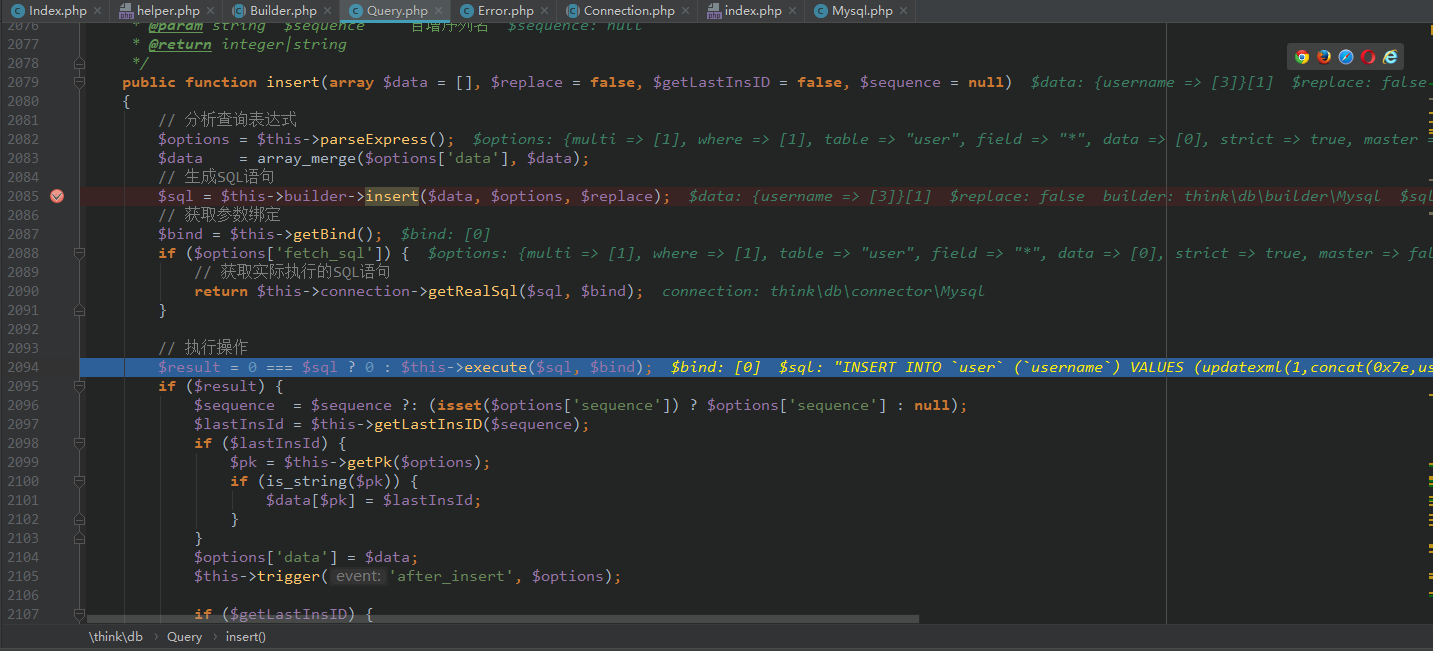 Index.php × helper.php × Builder.php × Query.php × Error.php × Connection.php × index.php × Mysql.php ×
2076 * @param string $sequence 自增序列名 $sequence: null
2077 * @return integer|string
2078 */
2079 public function insert(array $data = [], $replace = false, $getLastInsID = false, $sequence = null) $data: {username => [3]}[1] $replace: false
2080 {
2081 // 分析查询表达式
2082 $options = $this->parseExpress(); $options: {multi => [1], where => [1], table => "user", field => "*", data => [0], strict => true, master =
2083 $data = array_merge($options['data'], $data);
2084 // 生成SQL语句
2085 $sql = $this->builder->insert($data, $options, $replace); $data: {username => [3]}[1] $replace: false builder: think\db\builder\Mysql $sql
2086 // 获取参数绑定
2087 $bind = $this->getBind(); $bind: [0]
2088 if ($options['fetch_sql']) { $options: {multi => [1], where => [1], table => "user", field => "*", data => [0], strict => true, master => fal
2089 // 获取实际执行的SQL语句
2090 return $this->connection->getRealSql($sql, $bind); connection: think\db\connector\Mysql
2091 }
2092
2093 // 执行操作
2094 $result = 0 === $sql ? 0 : $this->execute($sql, $bind); $bind: [0] $sql: "INSERT INTO `user` (`username`) VALUES (updatexml(1,concat(0x7e,us
2095 if ($result) {
2096 $sequence = $sequence ?: (isset($options['sequence']) ? $options['sequence'] : null);
2097 $lastInsId = $this->getLastInsID($sequence);
2098 if ($lastInsId) {
2099 $pk = $this->getPk($options);
2100 if (is_string($pk)) {
2101 $data[$pk] = $lastInsId;
2102 }
2103 }
2104 $options['data'] = $data;
2105 $this->trigger( event: 'after_insert', $options);
2106
2107 if ($getLastInsID) {
\think\db › Query › insert()